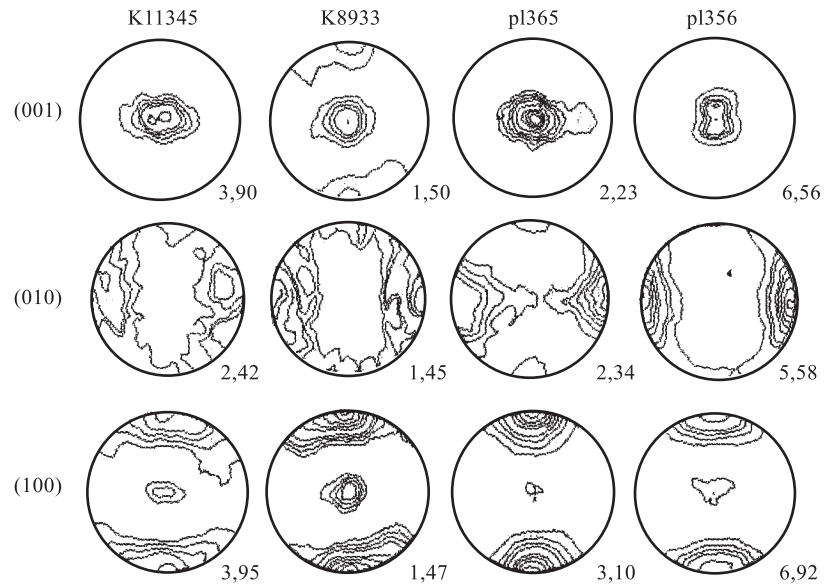 K11345 K8933 pl365 pl356
(001)
3,90 1,50 2,23 6,56
(010)
2,42 1,45 2,34 5,58
(100)
3,95 1,47 3,10 6,92